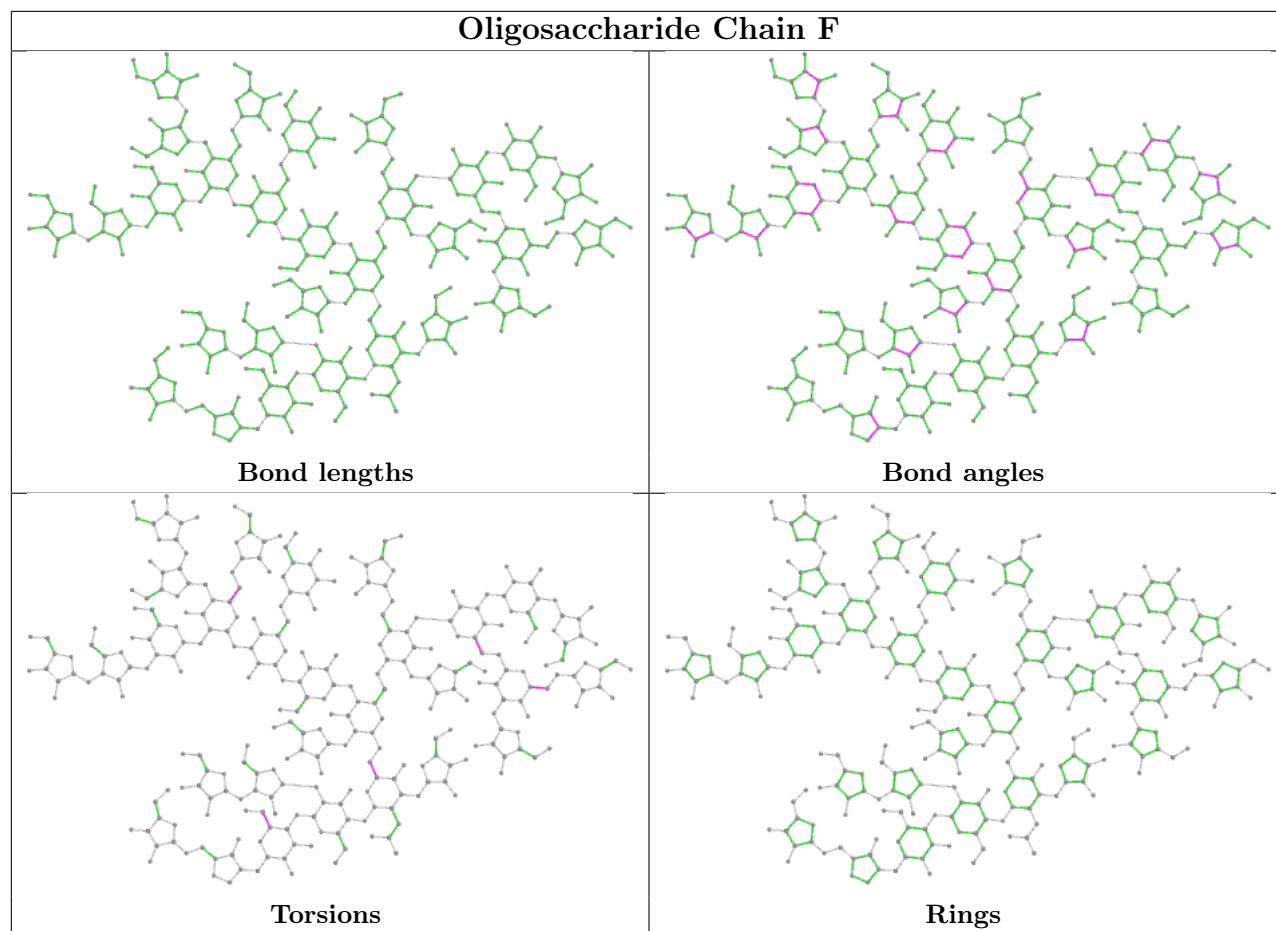 Oligosaccharide Chain F
Bond lengths
Bond angles
Torsions
Rings